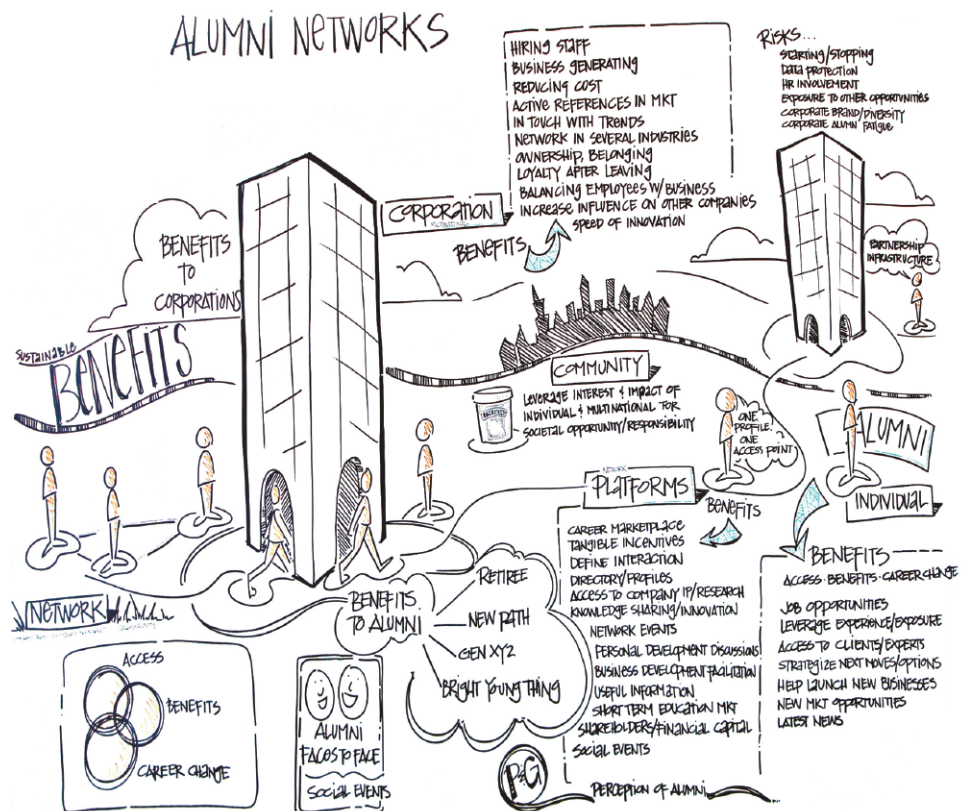 ALUMNI NETWORKS
HIRING STAFF
BUSINESS GENERATING
REDUCING COST
ACTIVE REFERENCES IN MKT
IN TOUCH WITH TRENDS
NETWORK IN SEVERAL INDUSTRIES
OWNERSHIP, BELONGING
LOYALTY AFTER LEAVING
BALANCING EMPLOYEES W/ BUSINESS
INCREASE INFLUENCE ON OTHER COMPANIES
SPEED OF INNOVATION
RISKS...
STARTING/STOPPING
DATA PROTECTION
HR INVOLVEMENT
EXPOSURE TO OTHER OPPORTUNITIES
CORPORATE BRAND/DIVERSITY
CORPORATE ALUMNI FATIGUE
CORPORATION
BENEFITS
BENEFITS
TO
CORPORATIONS
PARTNERSHIP
INFRASTRUCTURE
SUSTAINABLE
BENEFITS
COMMUNITY
LEVERAGE INTEREST & IMPACT OF
INDIVIDUAL & MULTINATIONAL FOR
SOCIETAL OPPORTUNITY/RESPONSIBILITY
ONE
PROFILE,
ONE
ACCESS POINT
ALUMNI
INDIVIDUAL
NETWORK
PLATFORMS
BENEFITS
CAREER MARKETPLACE
TANGIBLE INCENTIVES
DEFINE INTERACTION
DIRECTORY/PROFILES
ACCESS TO COMPANY IP/RESEARCH
KNOWLEDGE SHARING/INNOVATION
NETWORK EVENTS
PERSONAL DEVELOPMENT DISCUSSIONS
BUSINESS DEVELOPMENT FACILITATION
USEFUL INFORMATION
SHORT TERM EDUCATION MKT
SHAREHOLDERS/FINANCIAL CAPITAL
SOCIAL EVENTS
BENEFITS
ACCESS·BENEFITS·CAREER CHANGE
JOB OPPORTUNITIES
LEVERAGE EXPERIENCE/EXPOSURE
ACCESS TO CLIENTS/EXPERTS
STRATEGIZE NEXT MOVES/OPTIONS
HELP LAUNCH NEW BUSINESSES
NEW MKT OPPORTUNITIES
LATEST NEWS
NETWORK
BENEFITS
TO ALUMNI
RETIREE
NEW PATH
GEN XYZ
BRIGHT YOUNG THING
ACCESS
BENEFITS
CAREER CHANGE
ALUMNI
FACES TO FACE
SOCIAL EVENTS
P&G
PERCEPTION OF ALUMNI